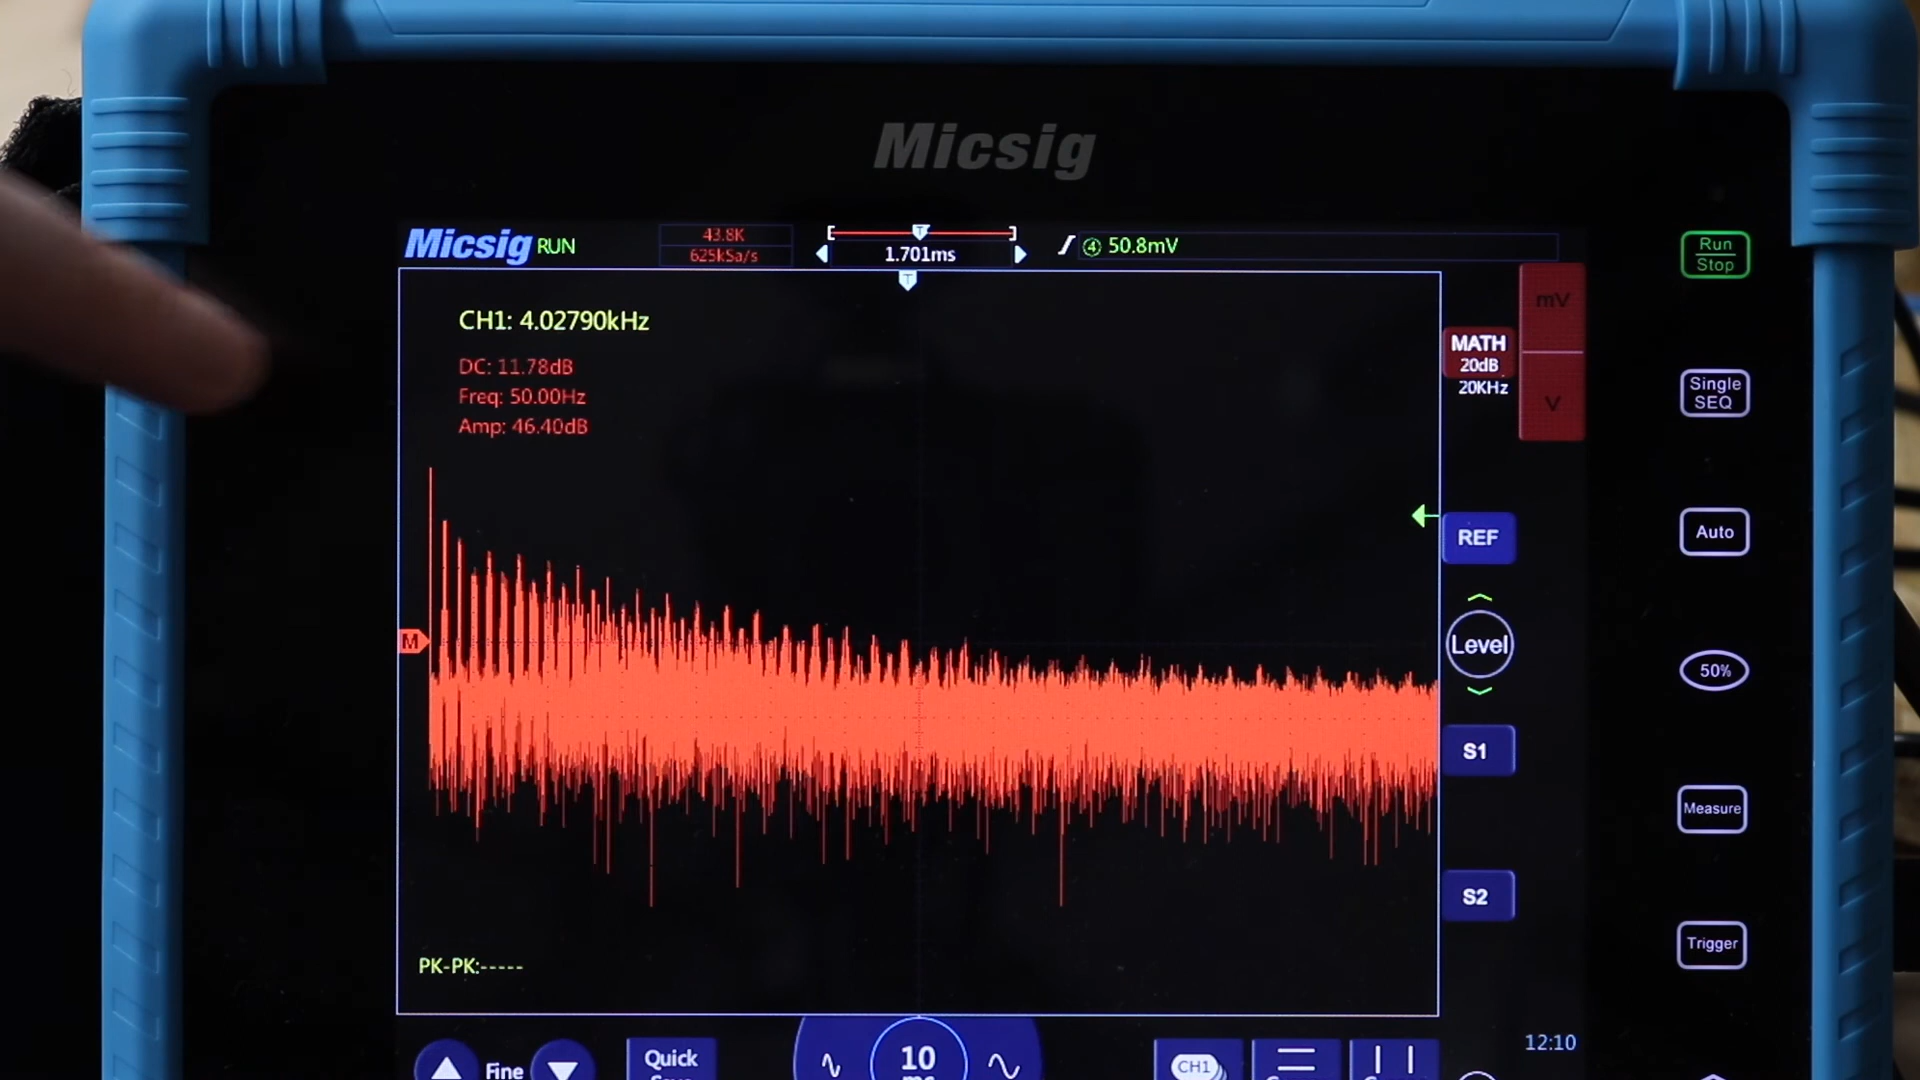 Micsig
Micsig RUN
43.8K
625kSa/s
T
1.701ms
4 50.8mV
T
CH1: 4.02790kHz
DC: 11.78dB
Freq: 50.00Hz
Amp: 46.40dB
M
PK-PK:-----
MATH
20dB
20KHz
mV
V
REF
Level
S1
S2
Run
Stop
Single
SEQ
Auto
50%
Measure
Trigger
12:10
Fine
Quick
10
CH1